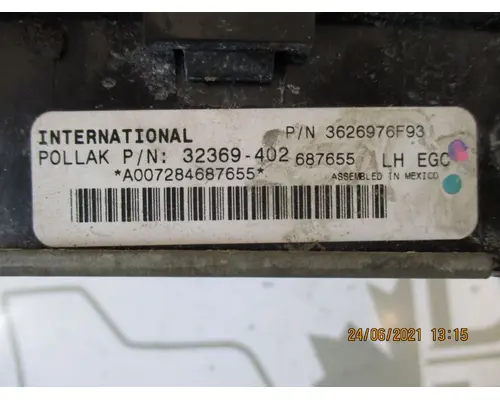 INTERNATIONAL P/N 3626976F93
POLLAK P/N: 32369-402 687655 LH EGC
*A007284687655* ASSEMBLED IN MEXICO
24/06/2021 13:15